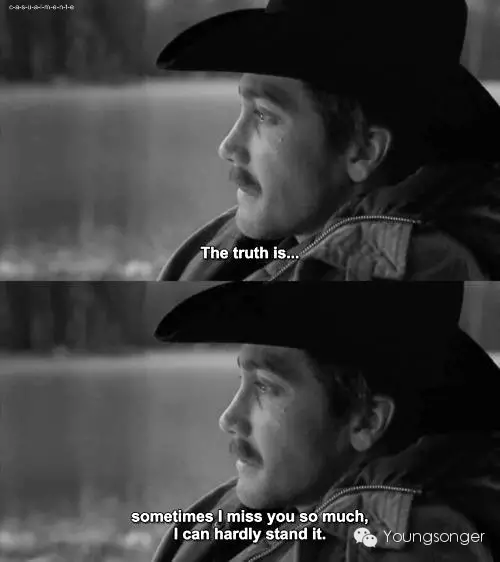 c-a-s-u-a-l-m-e-n-t-e
The truth is...
sometimes I miss you so much,
I can hardly stand it.
Youngsonger